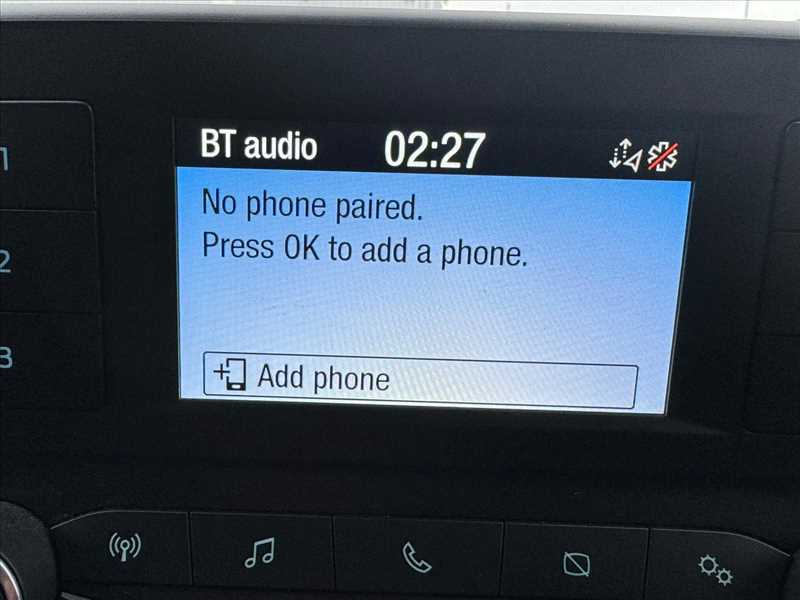 BT audio 02:27
No phone paired.
Press OK to add a phone.
Add phone
1
2
3